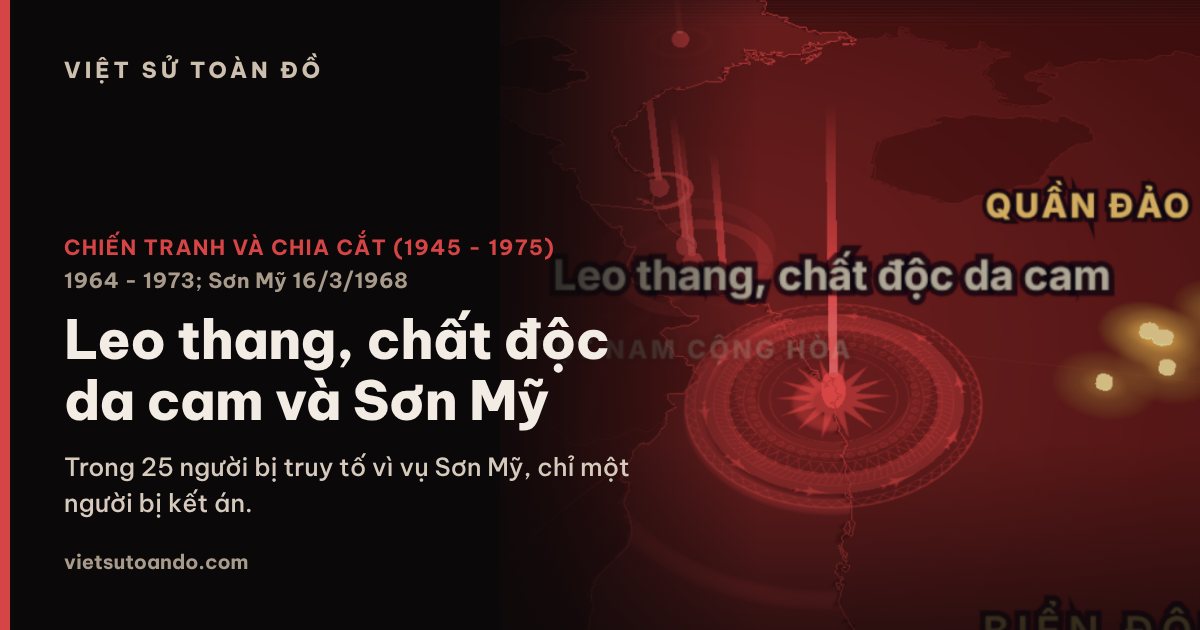 VIỆT SỬ TOÀN ĐỒ
CHIẾN TRANH VÀ CHIA CẮT (1945 - 1975)
1964 - 1973; Sơn Mỹ 16/3/1968
Leo thang, chất độc
da cam và Sơn Mỹ
Trong 25 người bị truy tố vì vụ Sơn Mỹ, chỉ một
người bị kết án.
vietsutoando.com
QUẦN ĐẢO
Leo thang, chất độc da cam
NAM CỘNG HÒA
BIỂN ĐÔ